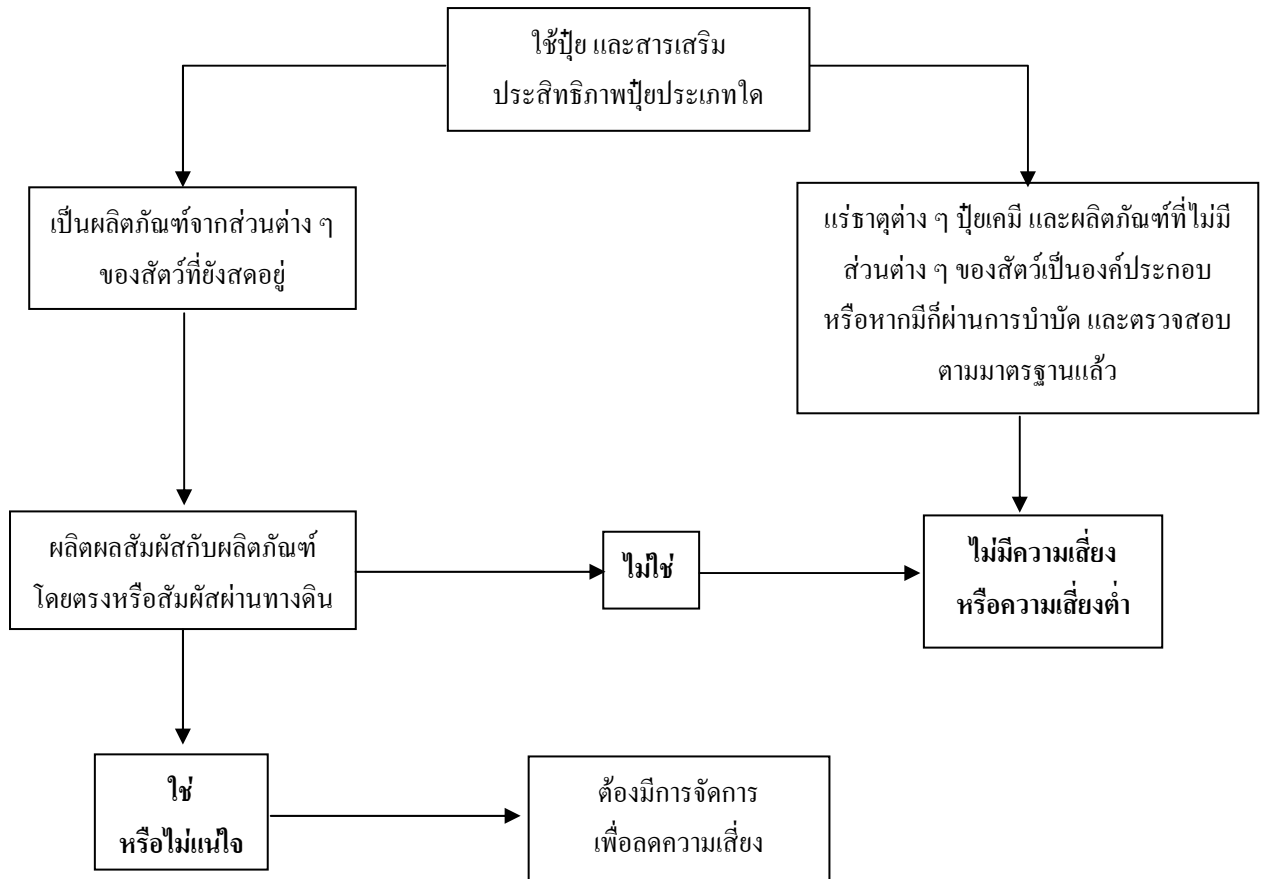 ใช้ปุ๋ย และสารเสริม
ประสิทธิภาพปุ๋ยประเภทใด
เป็นผลิตภัณฑ์จากส่วนต่าง ๆ
ของสัตว์ที่ยังสดอยู่
แร่ธาตุต่าง ๆ ปุ๋ยเคมี และผลิตภัณฑ์ที่ไม่มี
ส่วนต่าง ๆ ของสัตว์เป็นองค์ประกอบ
หรือหากมีก็ผ่านการบำบัด และตรวจสอบ
ตามมาตรฐานแล้ว
ผลิตผลสัมผัสกับผลิตภัณฑ์
โดยตรงหรือสัมผัสผ่านทางดิน
ไม่ใช่
ไม่มีความเสี่ยง
หรือความเสี่ยงต่ำ
ใช่
หรือไม่แน่ใจ
ต้องมีการจัดการ
เพื่อลดความเสี่ยง